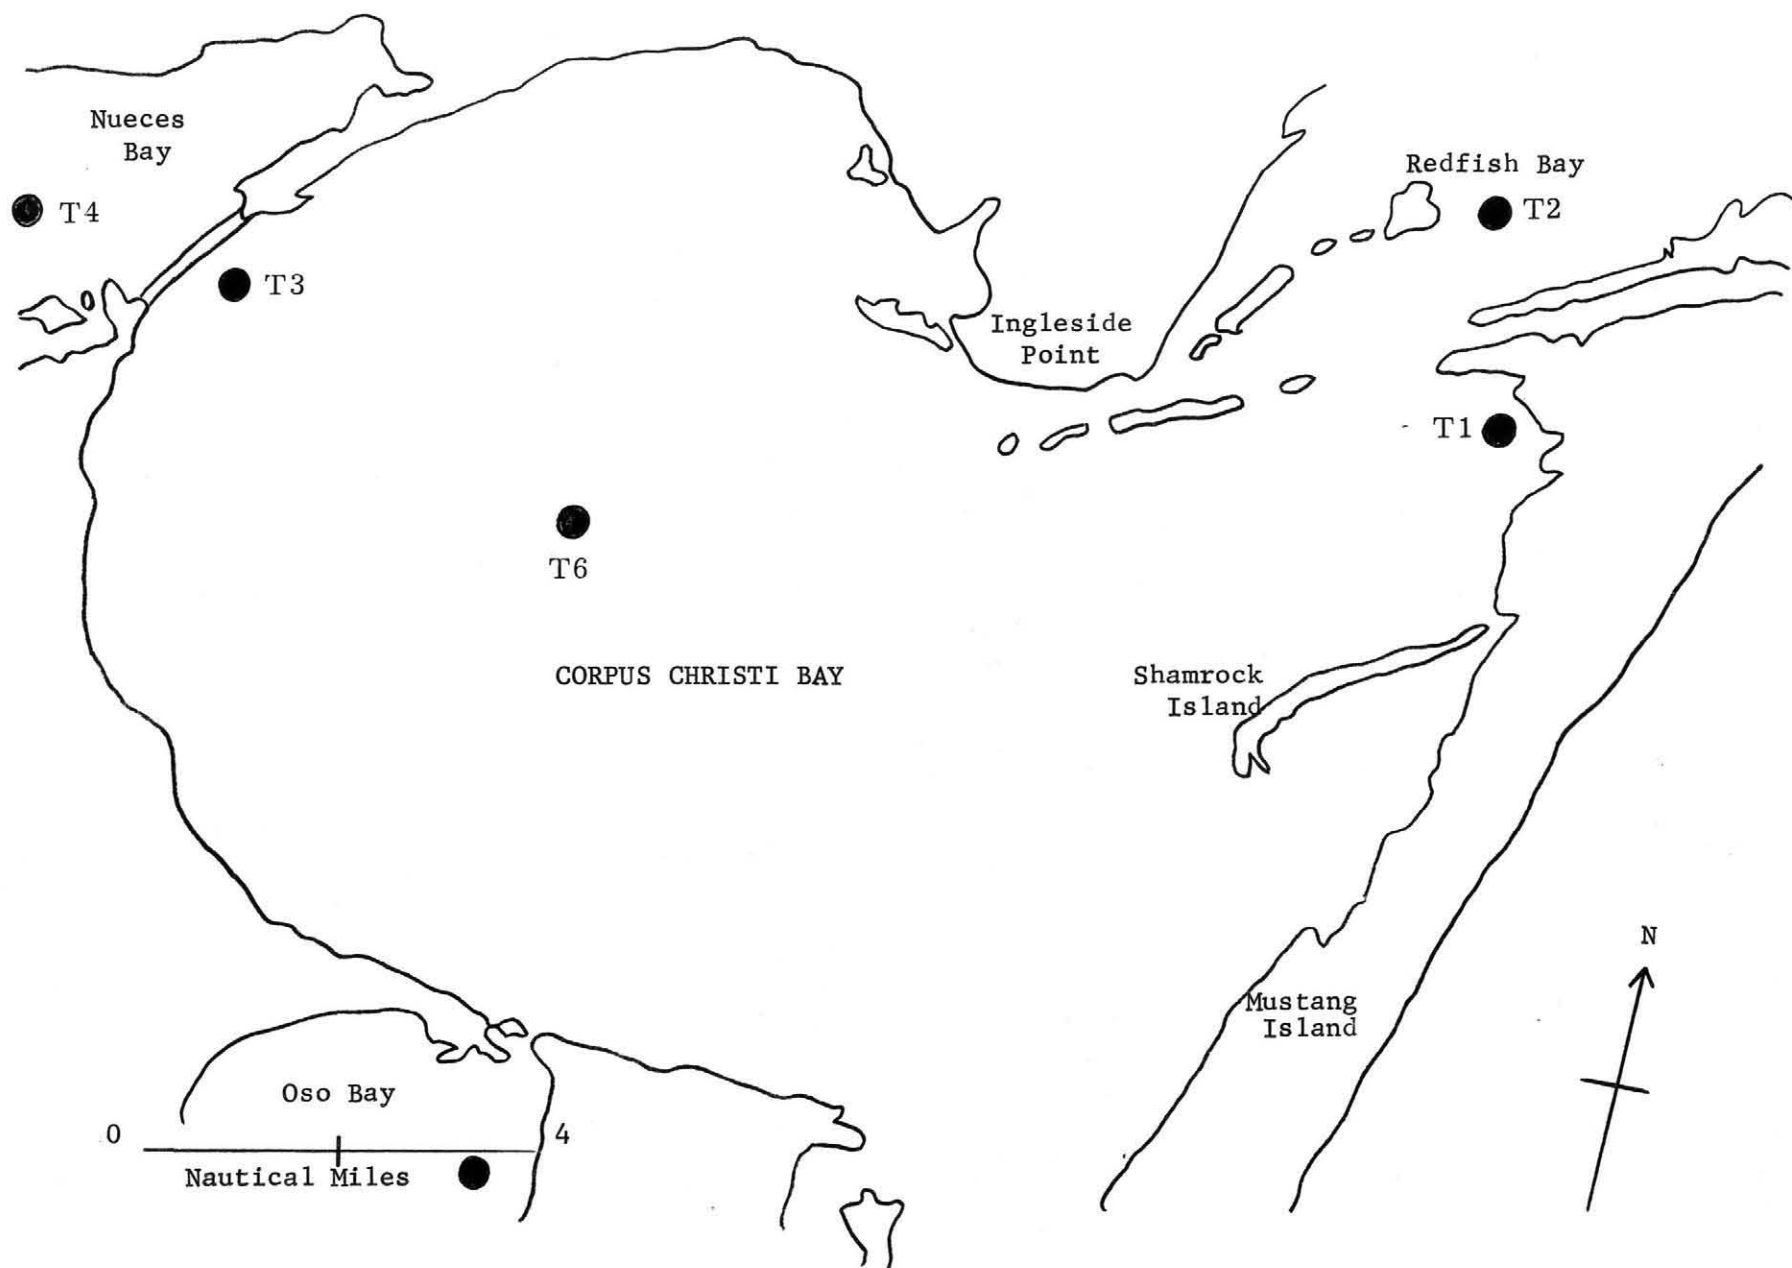 Nueces
Bay
Redfish Bay
T4
T2
T3
Ingleside
Point
T1
T6
CORPUS CHRISTI BAY
Shamrock
Island
N
Mustang
Island
Oso Bay
0
4
Nautical Miles